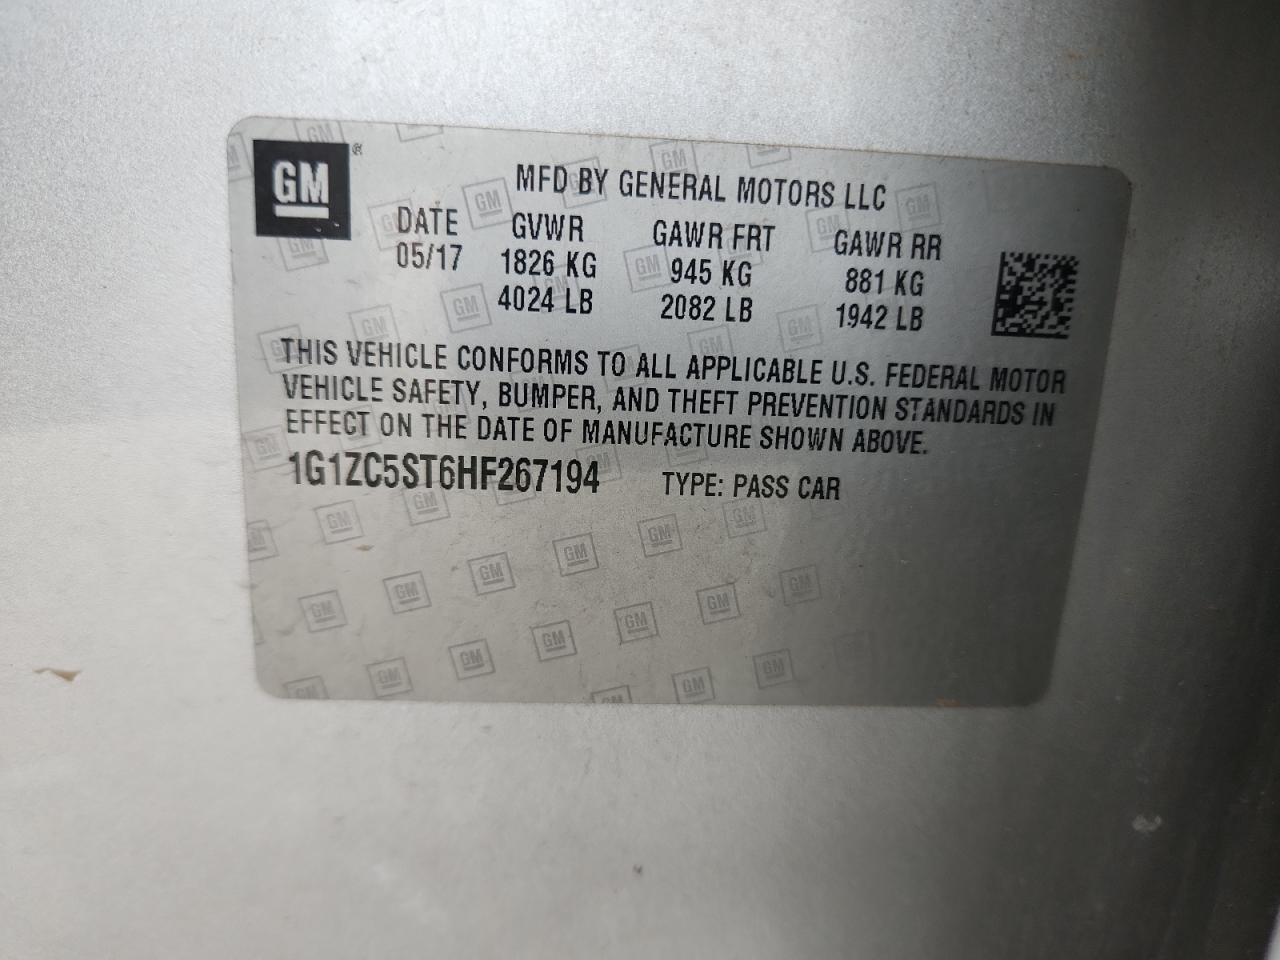 GM®
MFD BY GENERAL MOTORS LLC
DATE GVWR GAWR FRT GAWR RR
05/17 1826 KG 945 KG 881 KG
4024 LB 2082 LB 1942 LB
THIS VEHICLE CONFORMS TO ALL APPLICABLE U.S. FEDERAL MOTOR
VEHICLE SAFETY, BUMPER, AND THEFT PREVENTION STANDARDS IN
EFFECT ON THE DATE OF MANUFACTURE SHOWN ABOVE.
1G1ZC5ST6HF267194 TYPE: PASS CAR